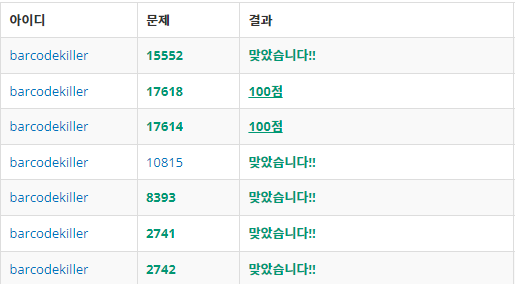 아이디 문제 결과
barcodekiller 15552 맞았습니다!!
barcodekiller 17618 100점
barcodekiller 17614 100점
barcodekiller 10815 맞았습니다!!
barcodekiller 8393 맞았습니다!!
barcodekiller 2741 맞았습니다!!
barcodekiller 2742 맞았습니다!!